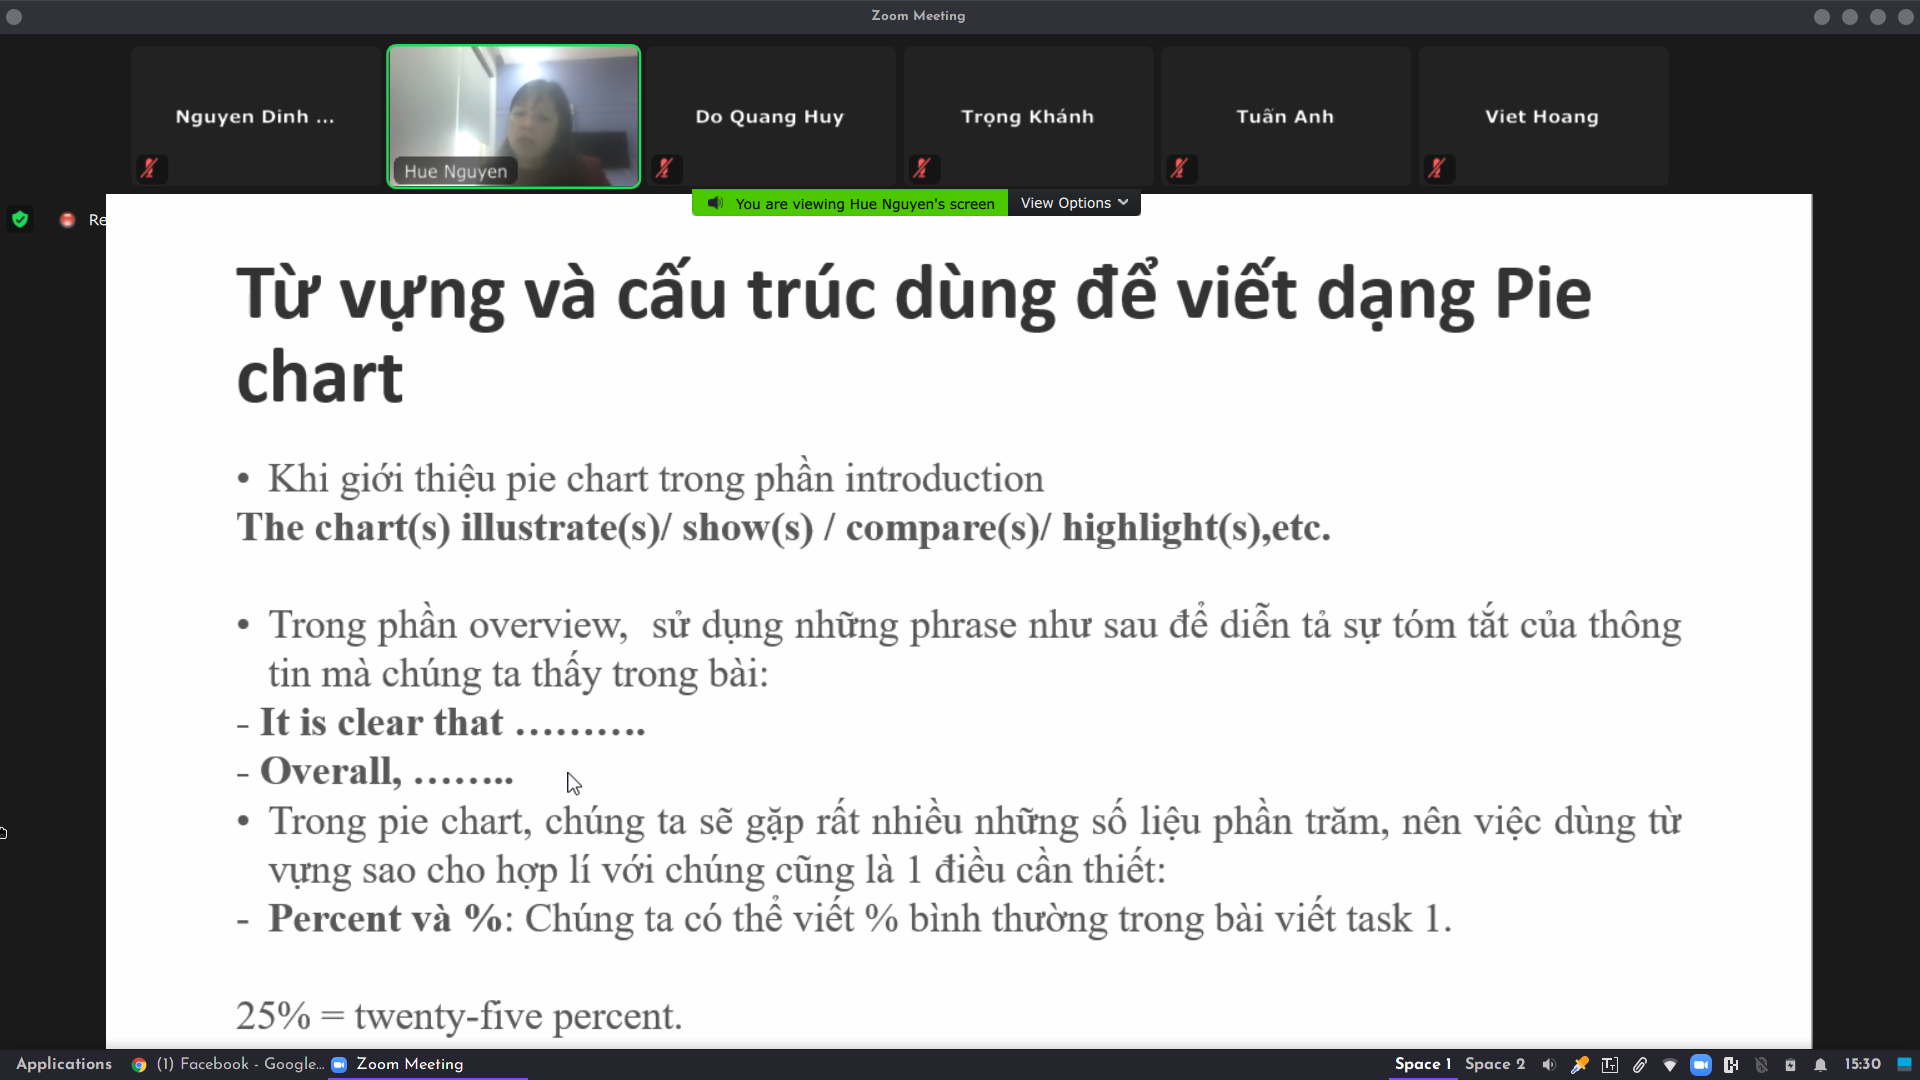 Zoom Meeting
Nguyen Dinh ...
Hue Nguyen
Do Quang Huy
Trọng Khánh
Tuấn Anh
Viet Hoang
You are viewing Hue Nguyen's screen
View Options
Re
Từ vựng và cấu trúc dùng để viết dạng Pie
chart
• Khi giới thiệu pie chart trong phần introduction
The chart(s) illustrate(s)/ show(s) / compare(s)/ highlight(s),etc.
• Trong phần overview, sử dụng những phrase như sau để diễn tả sự tóm tắt của thông
tin mà chúng ta thấy trong bài:
- It is clear that ……….
- Overall, ……..
• Trong pie chart, chúng ta sẽ gặp rất nhiều những số liệu phần trăm, nên việc dùng từ
vựng sao cho hợp lí với chúng cũng là 1 điều cần thiết:
- Percent và %: Chúng ta có thể viết % bình thường trong bài viết task 1.
25% = twenty-five percent.
Applications
(1) Facebook - Google...
Zoom Meeting
Space 1
Space 2
15:30